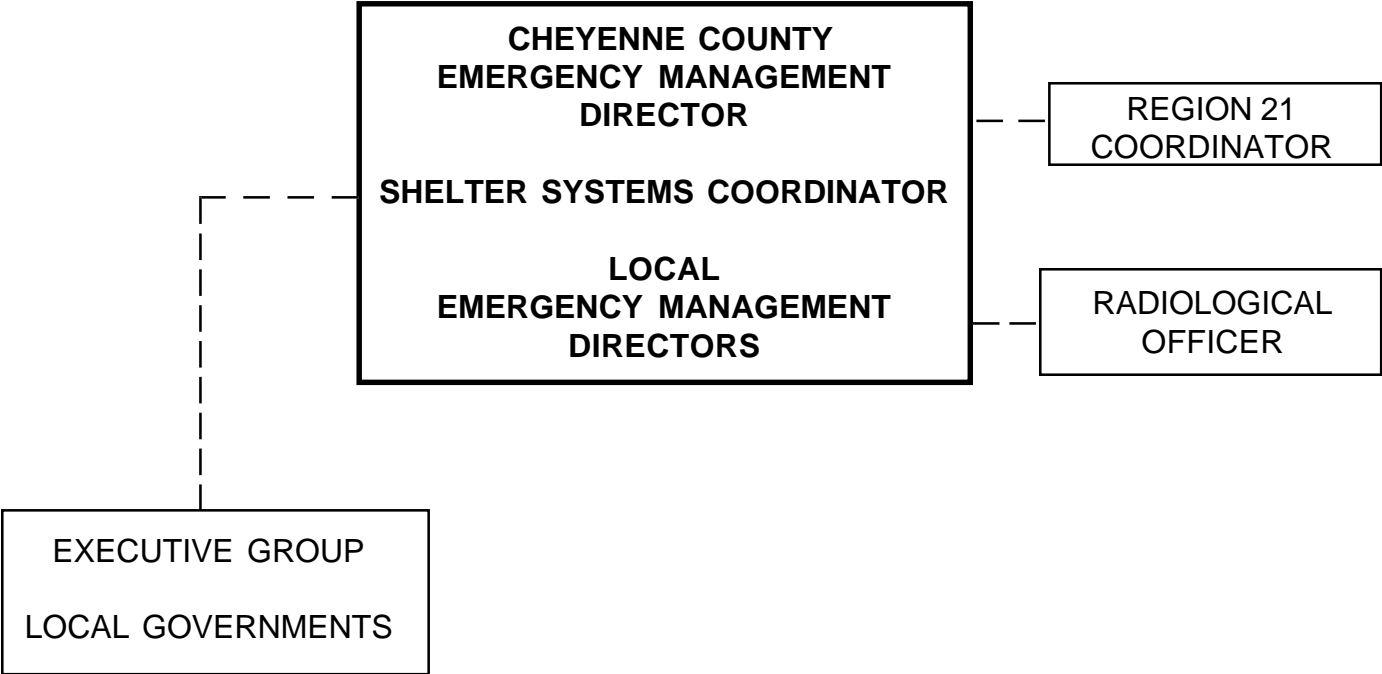 CHEYENNE COUNTY
EMERGENCY MANAGEMENT
DIRECTOR
SHELTER SYSTEMS COORDINATOR
LOCAL
EMERGENCY MANAGEMENT
DIRECTORS
REGION 21
COORDINATOR
RADIOLOGICAL
OFFICER
EXECUTIVE GROUP
LOCAL GOVERNMENTS